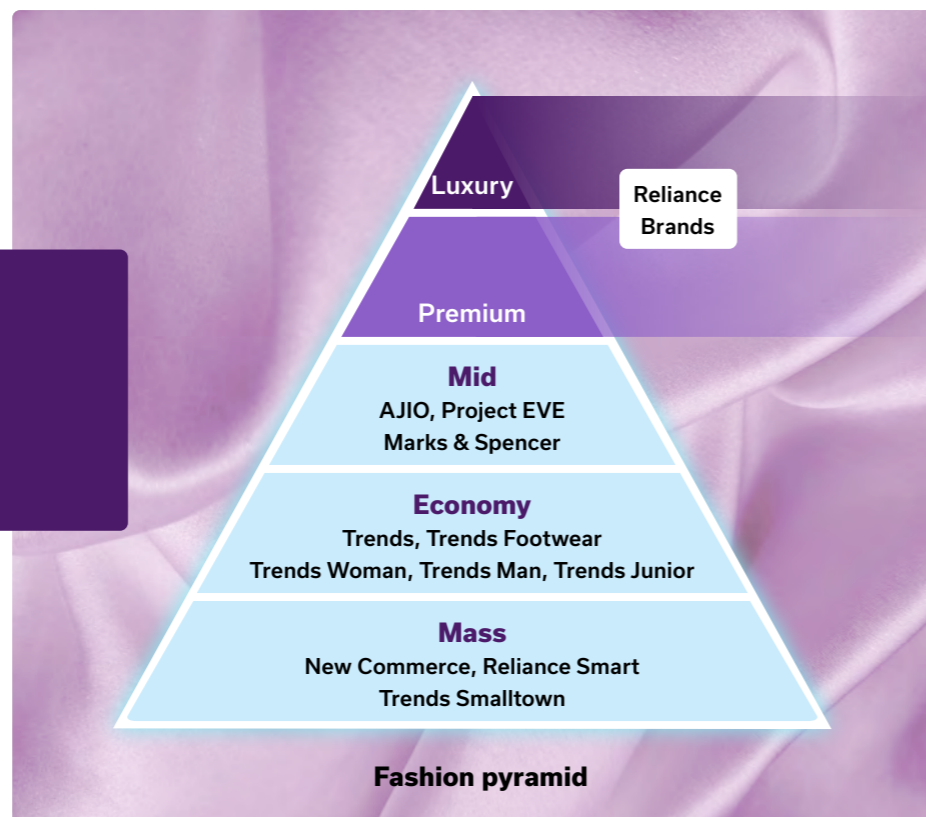 Luxury
Reliance
Brands
Premium
Mid
AJIO, Project EVE
Marks & Spencer
Economy
Trends, Trends Footwear
Trends Woman, Trends Man, Trends Junior
Mass
New Commerce, Reliance Smart
Trends Smalltown
Fashion pyramid